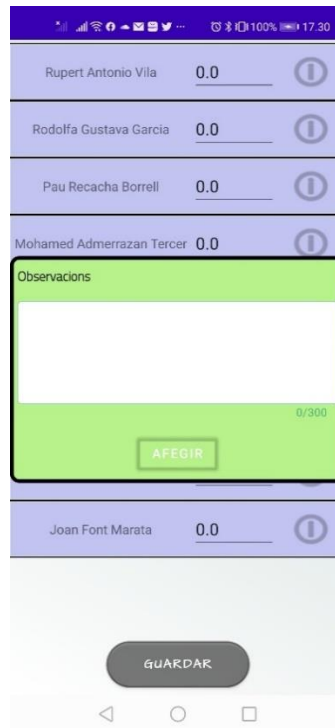 100% 17.30
Rupert Antonio Vila 0.0
Rodolfa Gustava Garcia 0.0
Pau Recacha Borrell 0.0
Mohamed Admerrazan Tercer 0.0
Observacions
0/300
AFEGIR
Joan Font Marata 0.0
GUARDAR